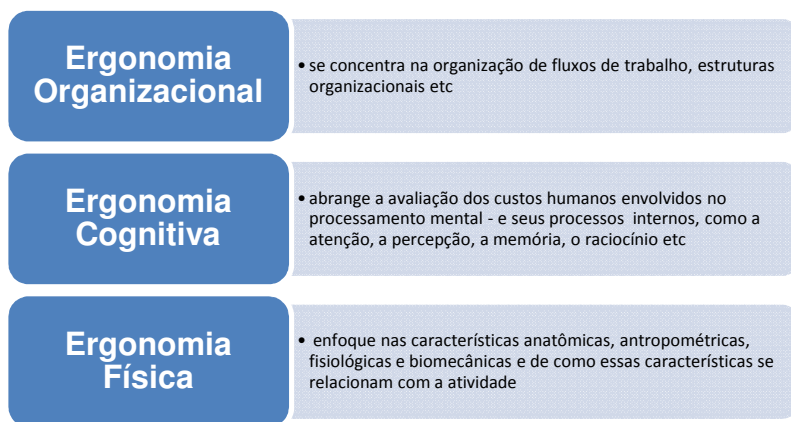 Ergonomia
Organizacional
• se concentra na organização de fluxos de trabalho, estruturas
organizacionais etc
Ergonomia
Cognitiva
• abrange a avaliação dos custos humanos envolvidos no
processamento mental - e seus processos internos, como a
atenção, a percepção, a memória, o raciocínio etc
Ergonomia
Física
• enfoque nas características anatômicas, antropométricas,
fisiológicas e biomecânicas e de como essas características se
relacionam com a atividade